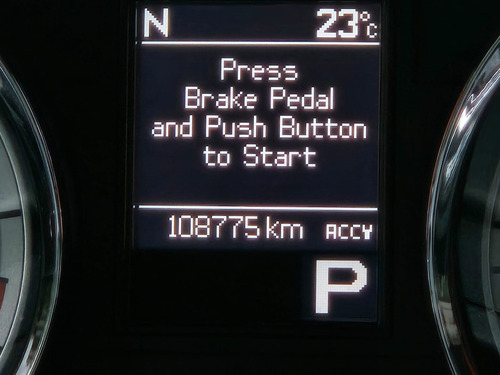 N 23°C
Press
Brake Pedal
and Push Button
to Start
108775 km ACCY
P